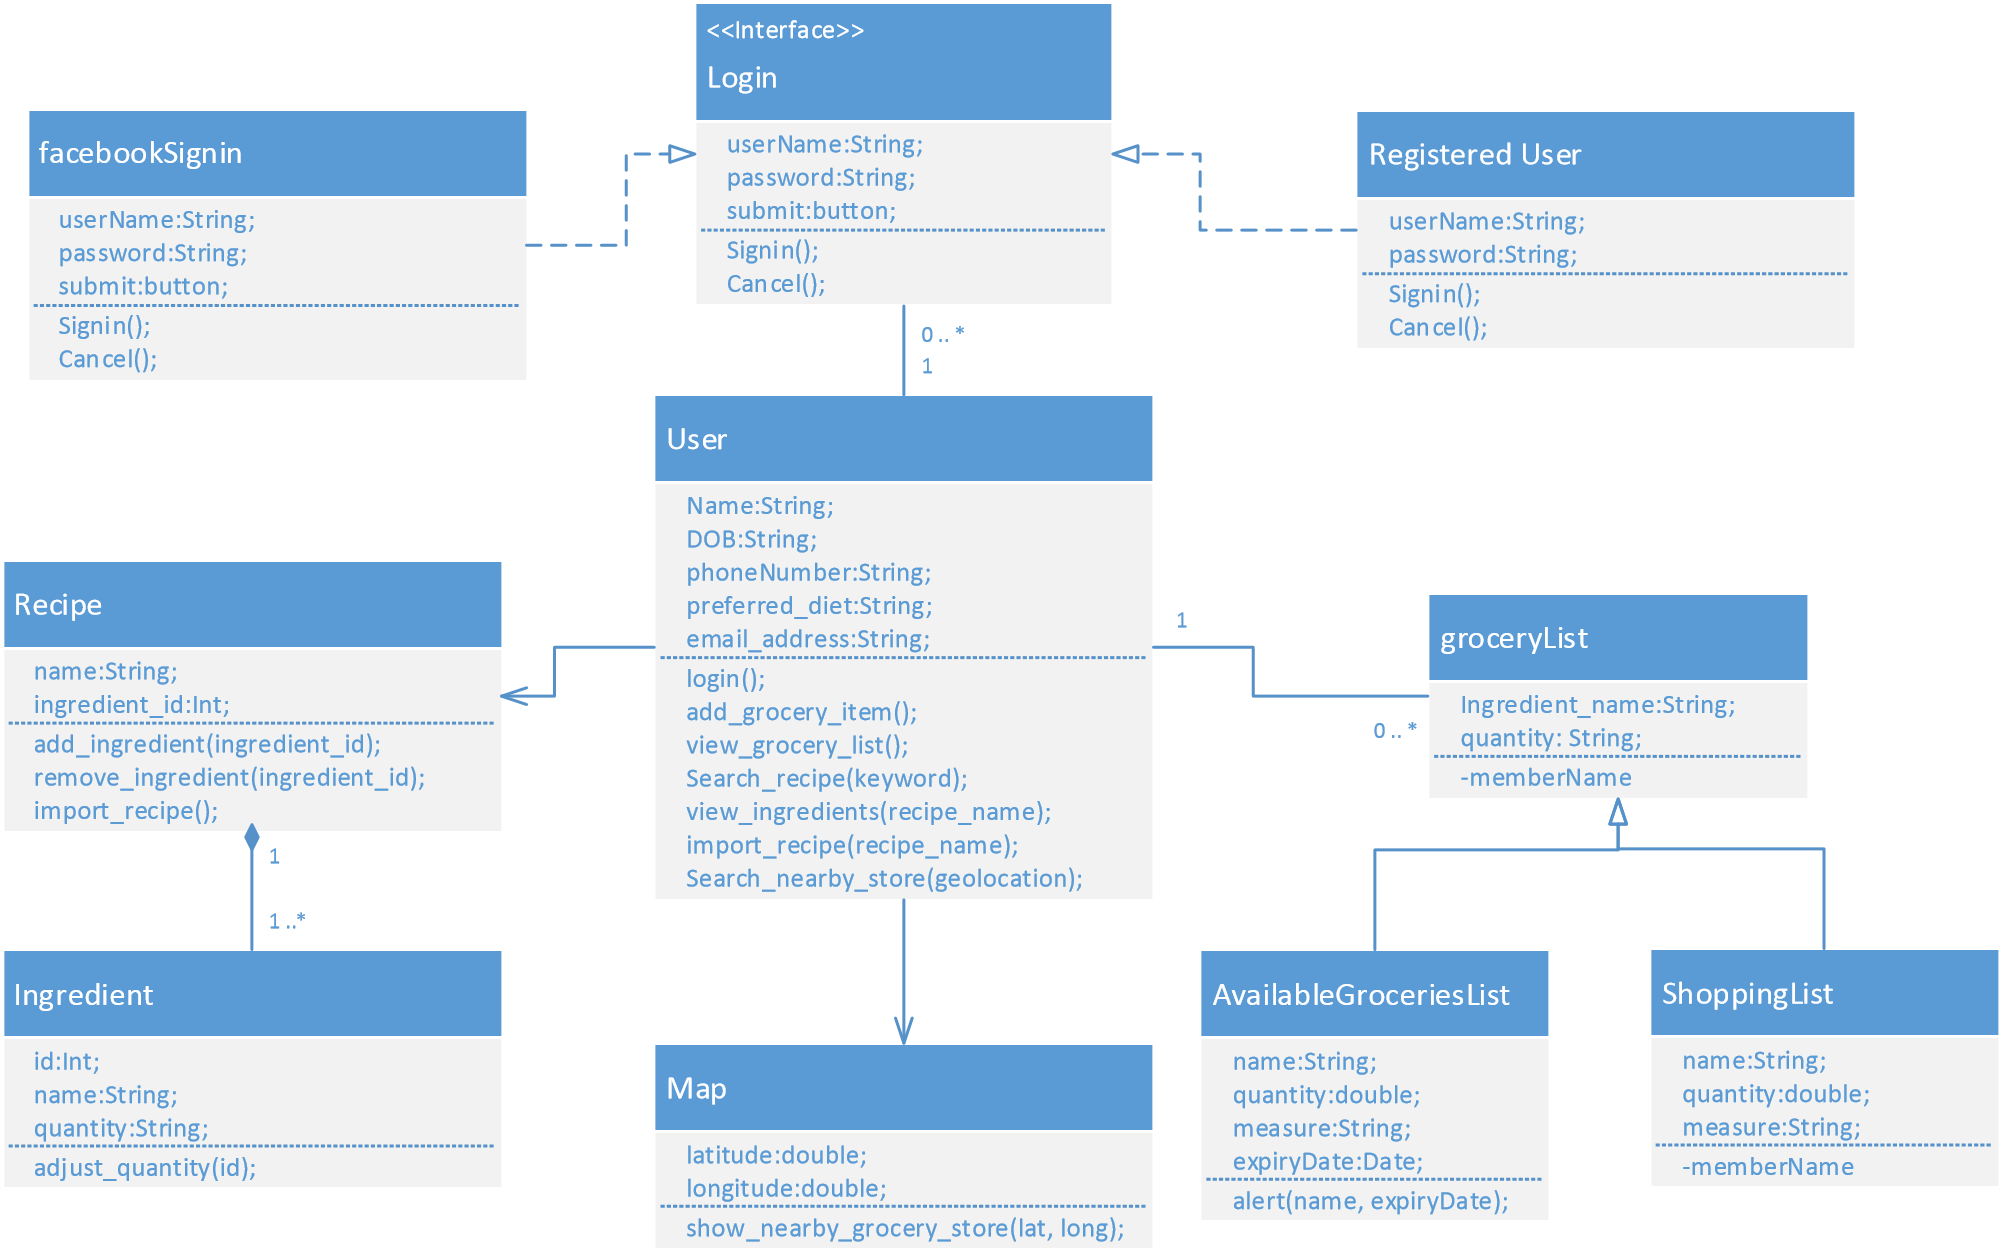 <<Interface>>
Login
userName:String;
password:String;
submit:button;
Signin();
Cancel();
facebookSignin
userName:String;
password:String;
submit:button;
Signin();
Cancel();
Registered User
userName:String;
password:String;
Signin();
Cancel();
0..*
1
User
Name:String;
DOB:String;
phoneNumber:String;
preferred_diet:String;
email_address:String;
login();
add_grocery_item();
view_grocery_list();
Search_recipe(keyword);
view_ingredients(recipe_name);
import_recipe(recipe_name);
Search_nearby_store(geolocation);
Recipe
name:String;
ingredient_id:Int;
add_ingredient(ingredient_id);
remove_ingredient(ingredient_id);
import_recipe();
1
1..*
Ingredient
id:Int;
name:String;
quantity:String;
adjust_quantity(id);
Map
latitude:double;
longitude:double;
show_nearby_grocery_store(lat, long);
1
0..*
groceryList
Ingredient_name:String;
quantity: String;
-memberName
AvailableGroceriesList
name:String;
quantity:double;
measure:String;
expiryDate:Date;
alert(name, expiryDate);
ShoppingList
name:String;
quantity:double;
measure:String;
-memberName